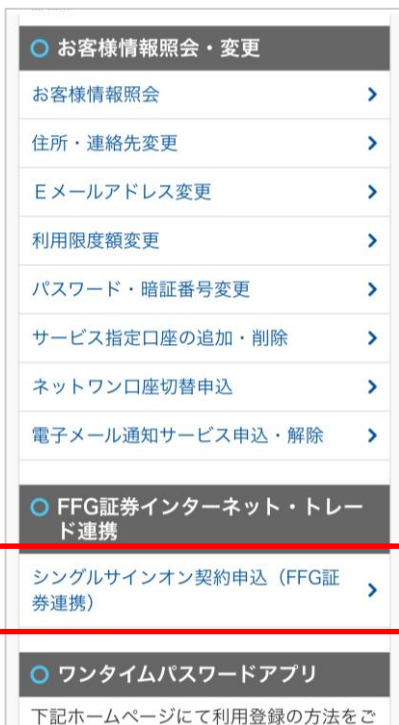 お客様情報照会・変更
お客様情報照会
住所・連絡先変更
Ｅメールアドレス変更
利用限度額変更
パスワード・暗証番号変更
サービス指定口座の追加・削除
ネットワン口座切替申込
電子メール通知サービス申込・解除
FFG証券インターネット・トレー
ド連携
シングルサインオン契約申込（FFG証
券連携）
ワンタイムパスワードアプリ
下記ホームページにて利用登録の方法をご